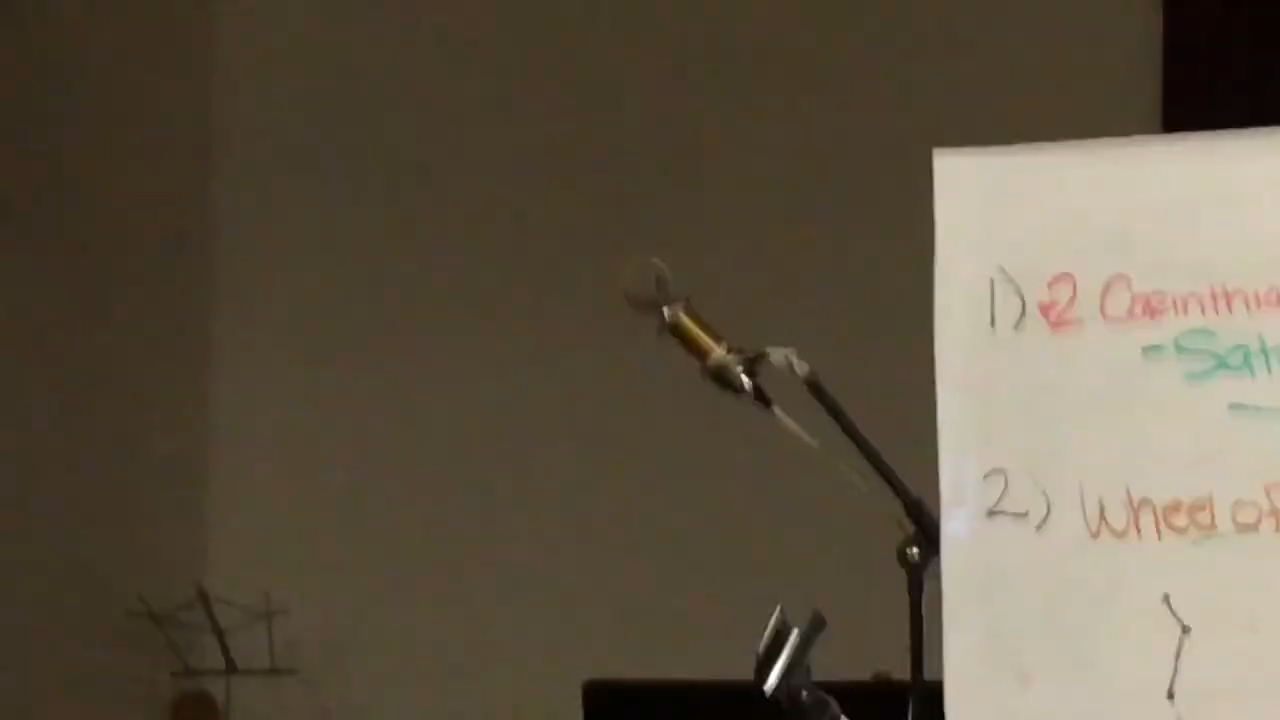 1) 2 Corinthia
- Sat
2) Wheel of